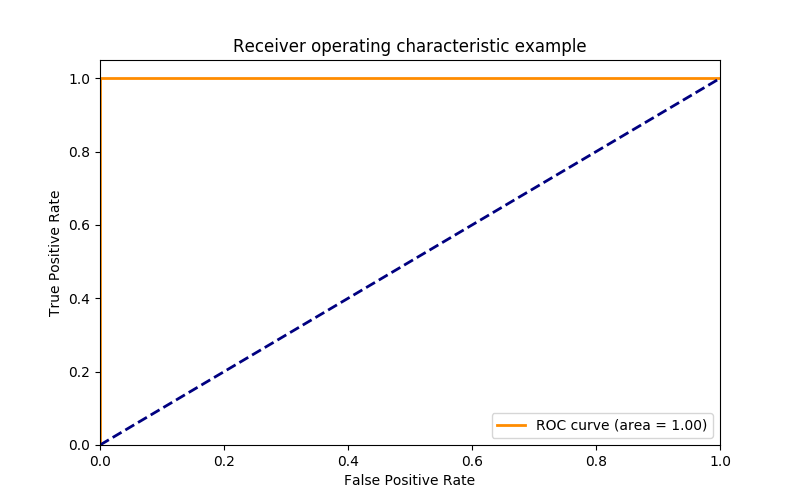 Receiver operating characteristic example
True Positive Rate
1.0
0.8
0.6
0.4
0.2
0.0
ROC curve (area = 1.00)
0.0 0.2 0.4 0.6 0.8 1.0
False Positive Rate